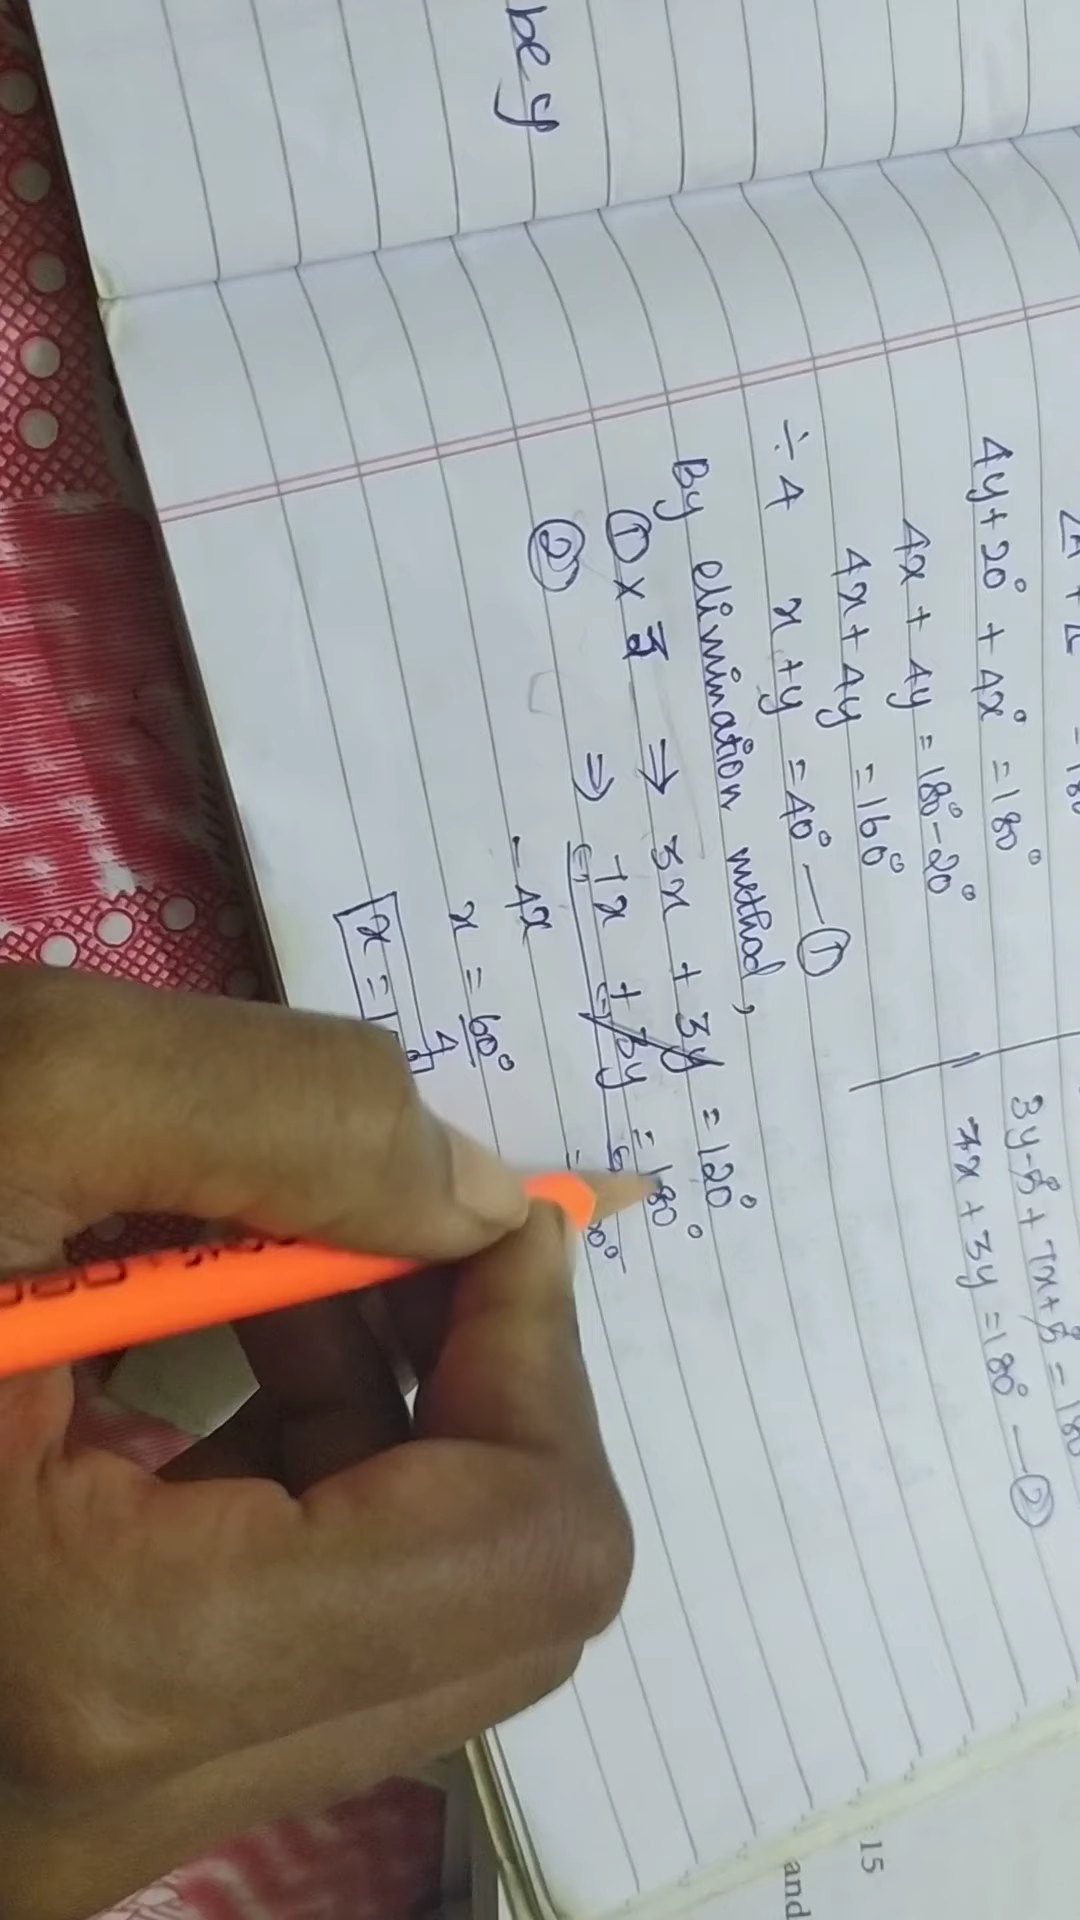 be y
4y + 20° + 4x° = 180°
4x + 4y = 180° - 20°
4x + 4y = 160°
÷ 4 x + y = 40° — ①
3y - 5° + 7x + 5° = 180
7x + 3y = 180° — ②
By elimination method,
① x 3 ⇒ 3x + 3y = 120°
② ⇒ 7x + 3y = 180°
(-) (-)
- 4x =
x = 60°
4
x = 1
15
and